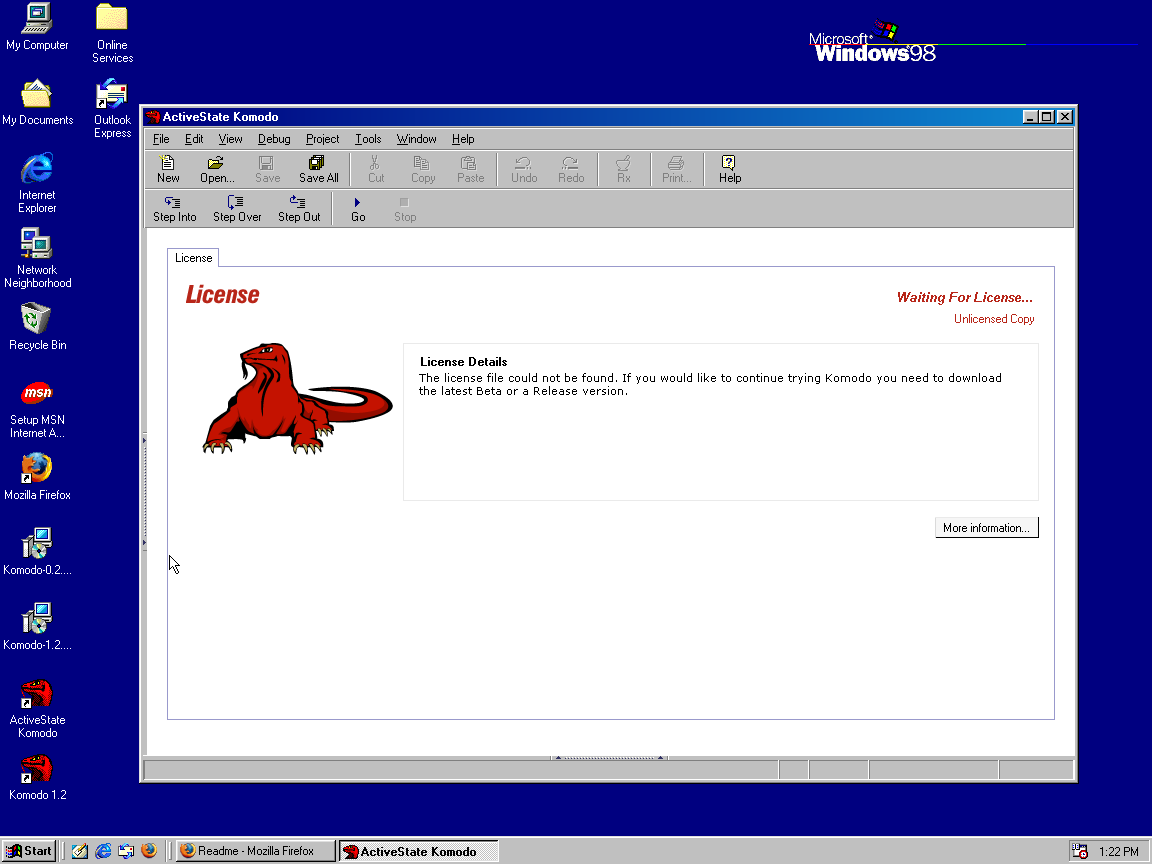 My Computer
Online
Services
My Documents
Outlook
Express
Internet
Explorer
Network
Neighborhood
Recycle Bin
msn
Setup MSN
Internet A...
Mozilla Firefox
Komodo-0.2....
Komodo-1.2....
ActiveState
Komodo
Komodo 1.2
Microsoft
Windows 98
ActiveState Komodo
File Edit View Debug Project Tools Window Help
New Open... Save Save All Cut Copy Paste Undo Redo Rx Print... Help
Step Into Step Over Step Out Go Stop
License
License
Waiting For License...
Unlicensed Copy
License Details
The license file could not be found. If you would like to continue trying Komodo you need to download
the latest Beta or a Release version.
More information...
Start Readme - Mozilla Firefox ActiveState Komodo 1:22 PM